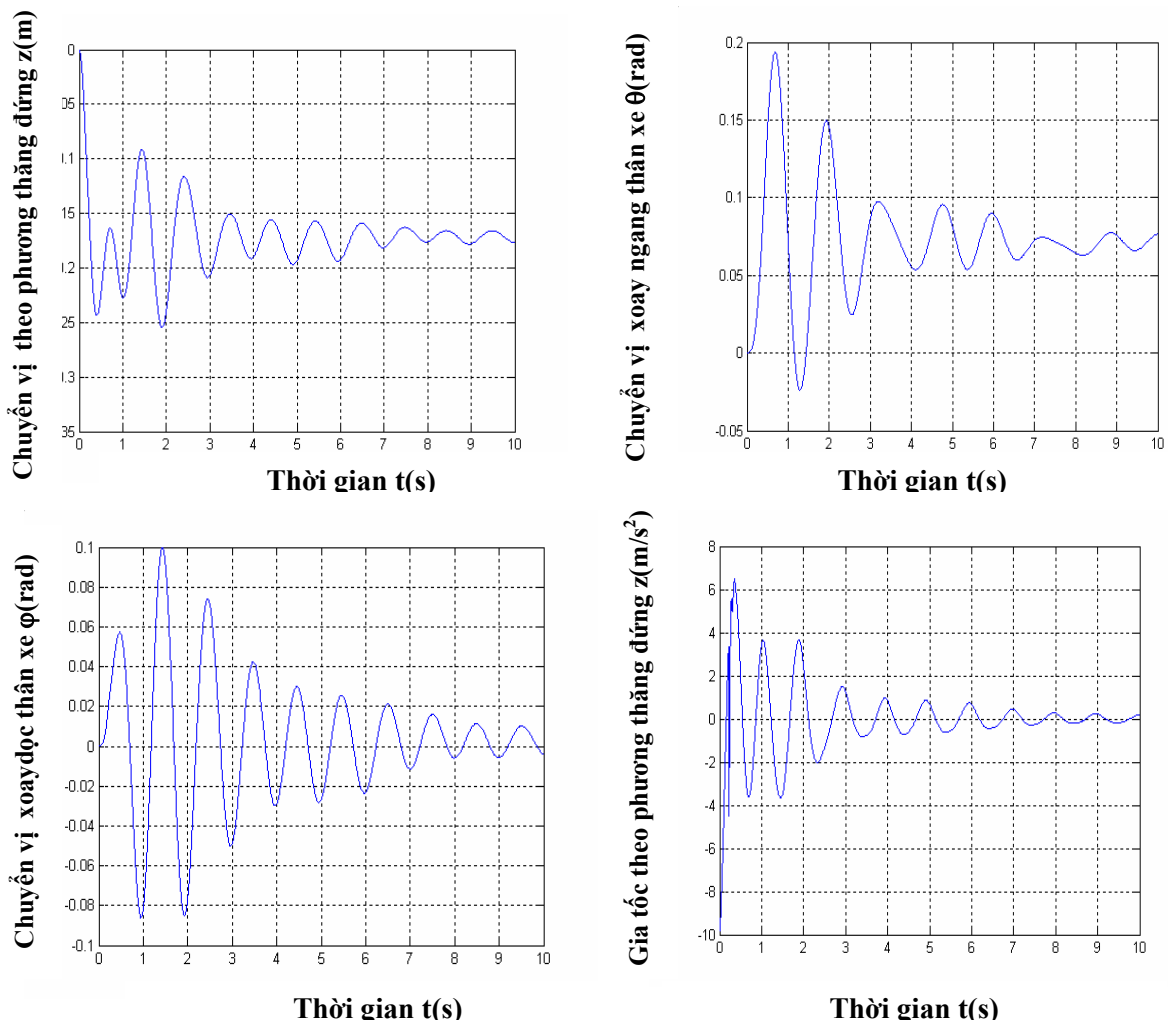 Chuyển vị theo phương thăng đứng z(m)
0
05
0.1
15
0.2
25
0.3
35
0 1 2 3 4 5 6 7 8 9 10
Thời gian t(s)
Chuyển vị xoay ngang thân xe θ(rad)
0.2
0.15
0.1
0.05
0
-0.05
0 1 2 3 4 5 6 7 8 9 10
Thời gian t(s)
Chuyển vị xoaydọc thân xe φ(rad)
0.1
0.08
0.06
0.04
0.02
0
-0.02
-0.04
-0.06
-0.08
-0.1
0 1 2 3 4 5 6 7 8 9 10
Thời gian t(s)
Gia tốc theo phương thăng đứng z(m/s²)
8
6
4
2
0
-2
-4
-6
-8
-10
0 1 2 3 4 5 6 7 8 9 10
Thời gian t(s)